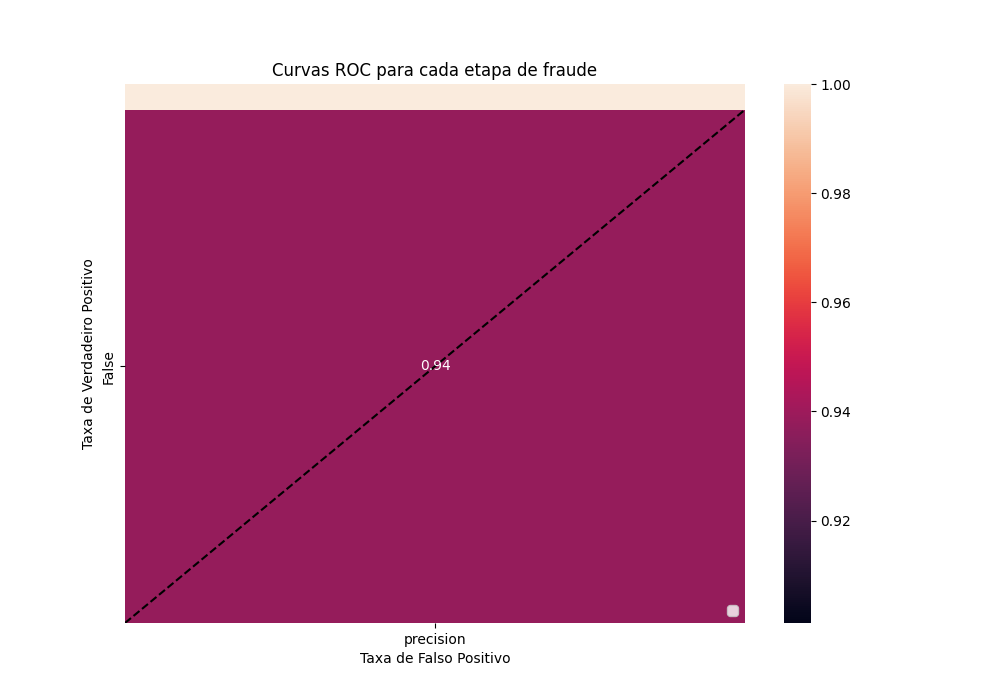 Curvas ROC para cada etapa de fraude
Taxa de Verdadeiro Positivo
False
0.94
precision
Taxa de Falso Positivo
1.00
0.98
0.96
0.94
0.92